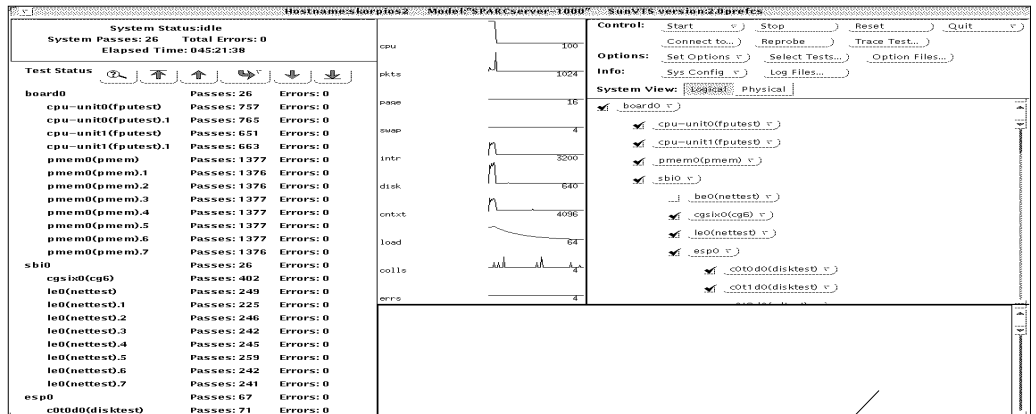 Hostname:skorpios2 Model:"SPARCserver-1000" SunVTS version:2.0prefcs
System Status:idle
System Passes: 26 Total Errors: 0
Elapsed Time: 045:21:38
Test Status
board0 Passes: 26 Errors: 0
cpu-unit0(fputest) Passes: 757 Errors: 0
cpu-unit0(fputest).1 Passes: 765 Errors: 0
cpu-unit1(fputest) Passes: 651 Errors: 0
cpu-unit1(fputest).1 Passes: 663 Errors: 0
pmem0(pmem) Passes: 1377 Errors: 0
pmem0(pmem).1 Passes: 1376 Errors: 0
pmem0(pmem).2 Passes: 1376 Errors: 0
pmem0(pmem).3 Passes: 1377 Errors: 0
pmem0(pmem).4 Passes: 1377 Errors: 0
pmem0(pmem).5 Passes: 1377 Errors: 0
pmem0(pmem).6 Passes: 1377 Errors: 0
pmem0(pmem).7 Passes: 1376 Errors: 0
sbi0 Passes: 26 Errors: 0
cgsix0(cg6) Passes: 402 Errors: 0
le0(nettest) Passes: 249 Errors: 0
le0(nettest).1 Passes: 225 Errors: 0
le0(nettest).2 Passes: 246 Errors: 0
le0(nettest).3 Passes: 242 Errors: 0
le0(nettest).4 Passes: 245 Errors: 0
le0(nettest).5 Passes: 259 Errors: 0
le0(nettest).6 Passes: 242 Errors: 0
le0(nettest).7 Passes: 241 Errors: 0
esp0 Passes: 67 Errors: 0
c0t0d0(disktest) Passes: 71 Errors: 0
cpu 100
pkts 1024
page 16
swap 4
intr 3200
disk 640
cntxt 4096
load 64
colls 4
errs 4
Control: Start Stop Reset Quit
Connect to... Reprobe Trace Test...
Options: Set Options Select Tests... Option Files...
Info: Sys Config Log Files...
System View: Logical Physical
board0
cpu-unit0(fputest)
cpu-unit1(fputest)
pmem0(pmem)
sbi0
be0(nettest)
cgsix0(cg6)
le0(nettest)
esp0
c0t0d0(disktest)
c0t1d0(disktest)